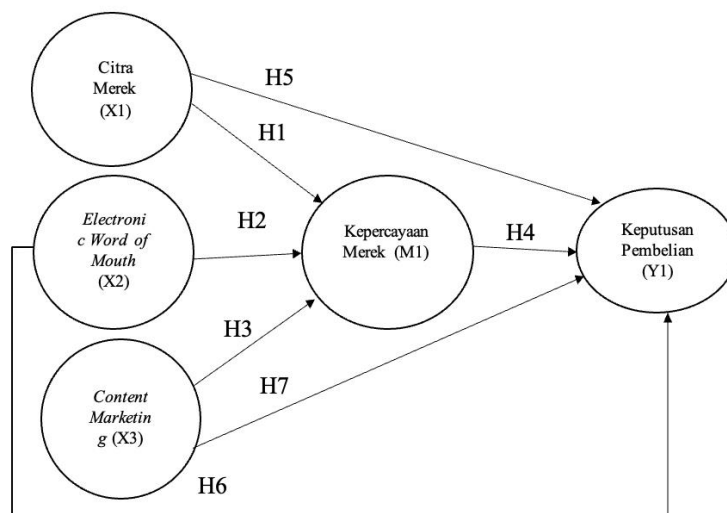 Citra
Merek
(X1)
H5
H1
Electroni
c Word of
Mouth
(X2)
H2
Kepercayaan
Merek (M1)
H4
Keputusan
Pembelian
(Y1)
H3
Content
Marketin
g (X3)
H7
H6